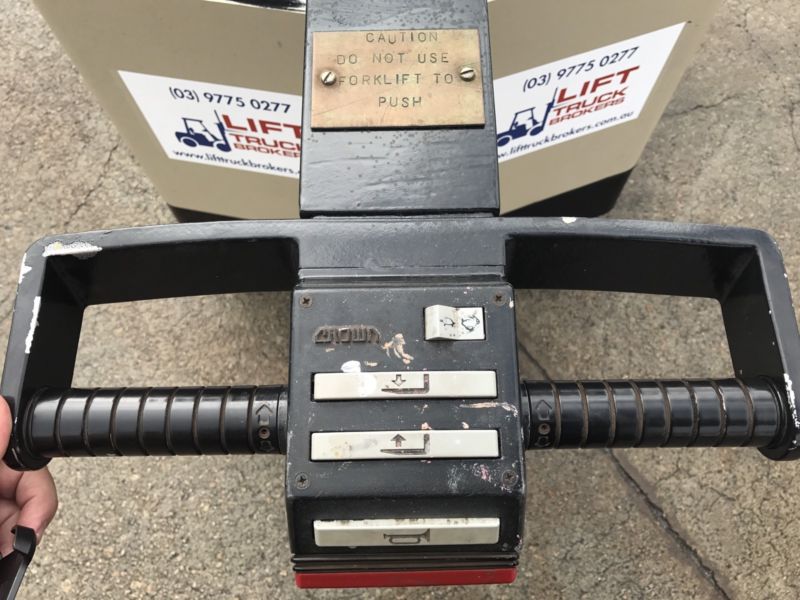 CAUTION
DO NOT USE
FORKLIFT TO
PUSH
(03) 9775 0277
LIFT
TRUCK
BROKERS
www.lifttruckbrokers.
(03) 9775 0277
LIFT
TRUCK
BROKERS
www.lifttruckbrokers.com.au
CROWN